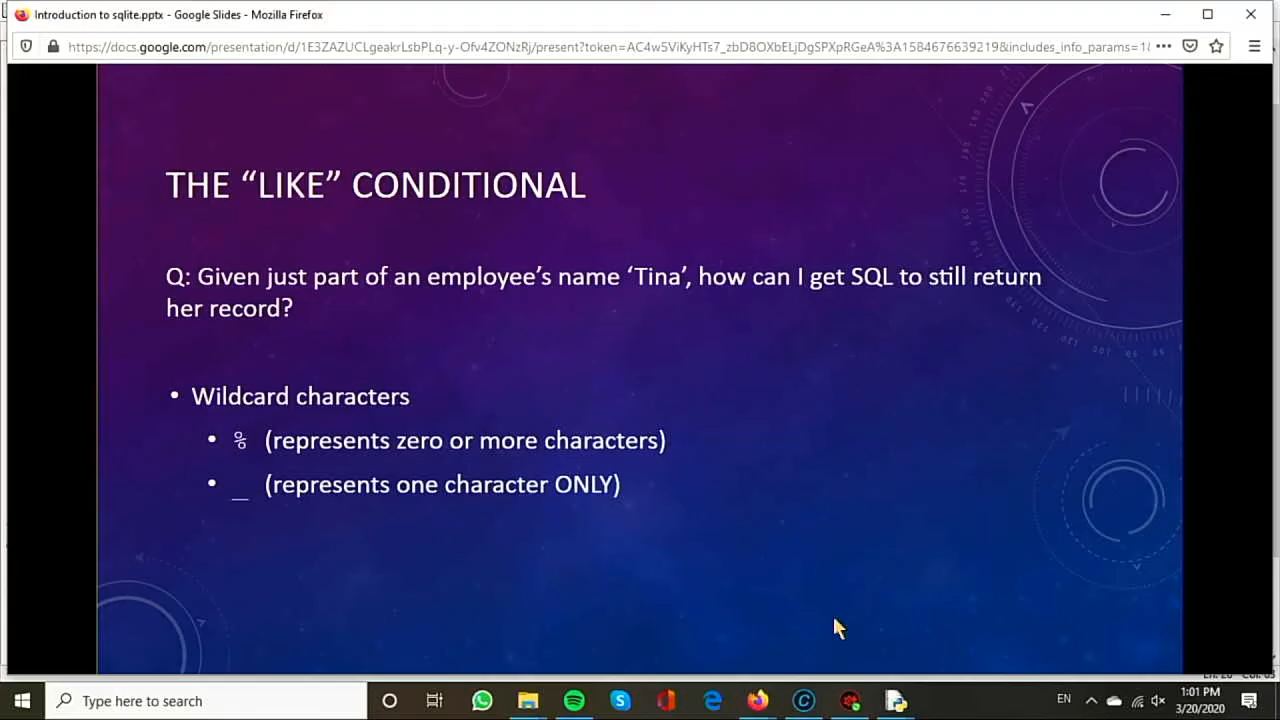 Introduction to sqlite.pptx - Google Slides - Mozilla Firefox
https://docs.google.com/presentation/d/1E3ZAZUCLgeakrLsbPLq-y-Ofv4ZONzRj/present?token=AC4w5ViKyHTs7_zbD8OXbELjDgSPXpRGeA%3A1584676639219&includes_info_params=1&
THE “LIKE” CONDITIONAL
Q: Given just part of an employee’s name ‘Tina’, how can I get SQL to still return
her record?
• Wildcard characters
• % (represents zero or more characters)
• _ (represents one character ONLY)
Type here to search
EN
1:01 PM
3/20/2020